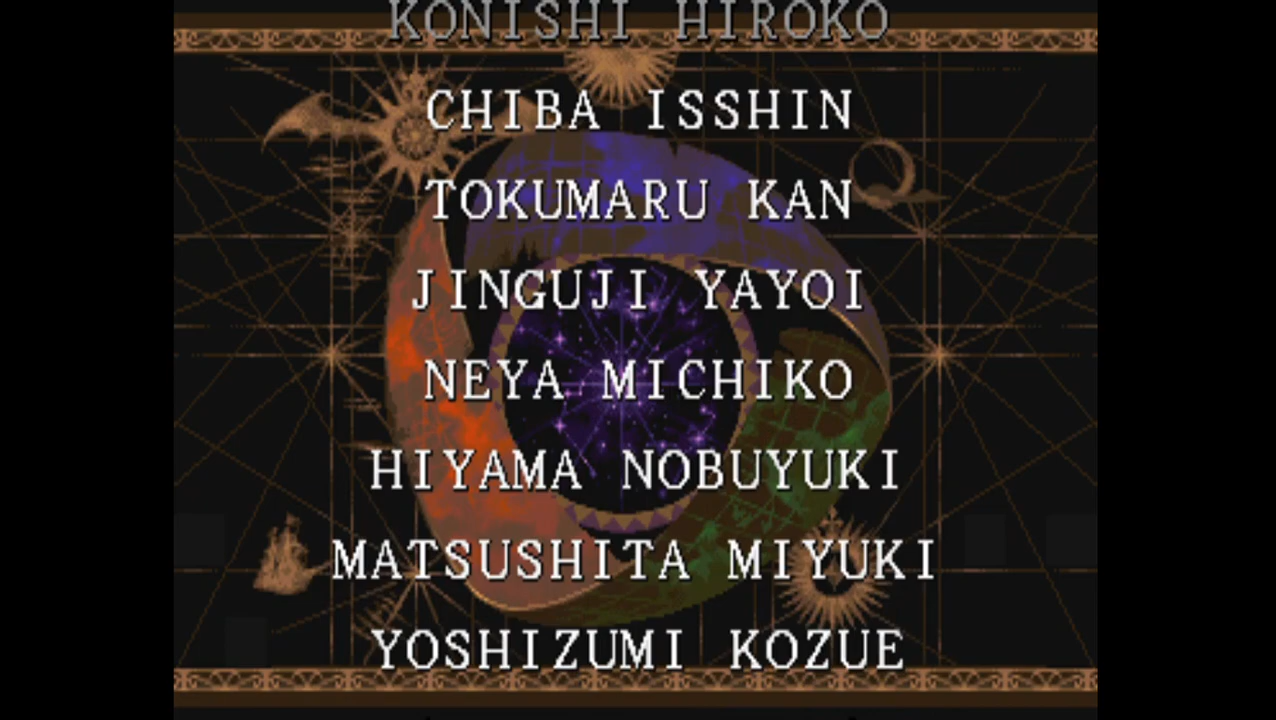 KONISHI HIROKO
CHIBA ISSHIN
TOKUMARU KAN
JINGUJI YAYOI
NEYA MICHIKO
HIYAMA NOBUYUKI
MATSUSHITA MIYUKI
YOSHIZUMI KOZUE